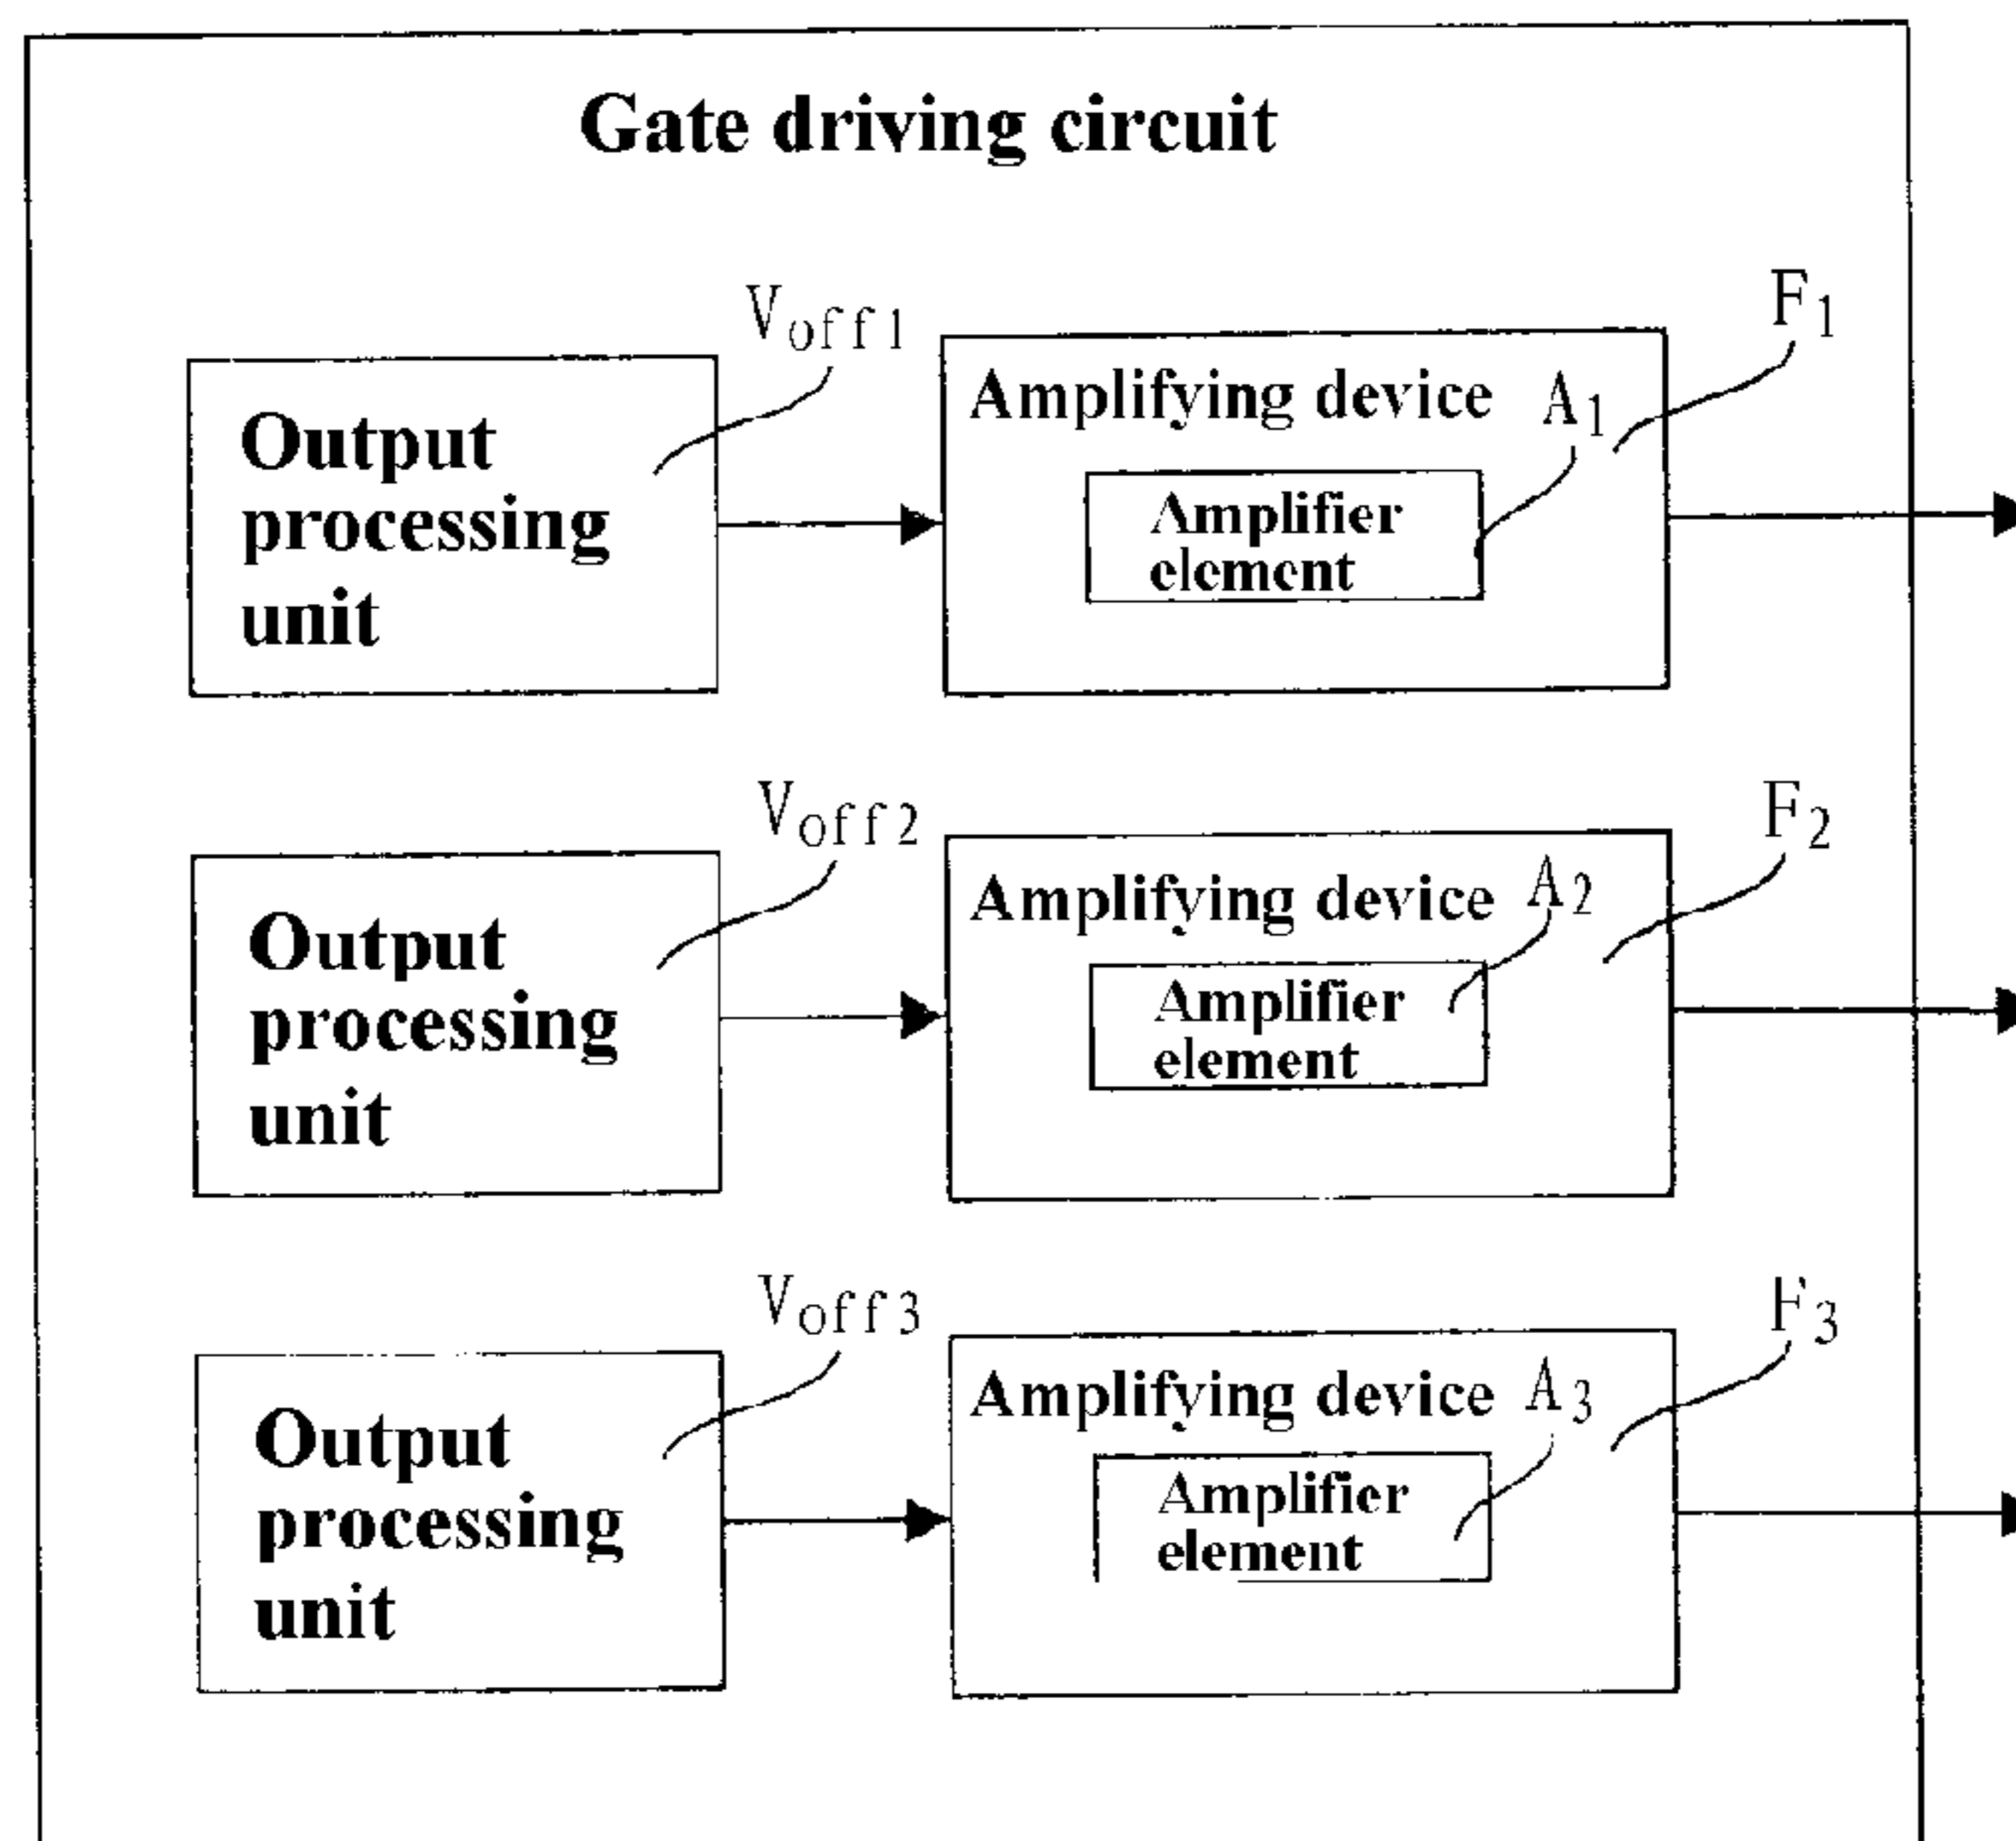 Gate driving circuit
Voff1
F1
Output
processing
unit
Amplifying device
A1
Amplifier
element
Voff2
F2
Output
processing
unit
Amplifying device
A2
Amplifier
element
Voff3
F3
Output
processing
unit
Amplifying device
A3
Amplifier
element